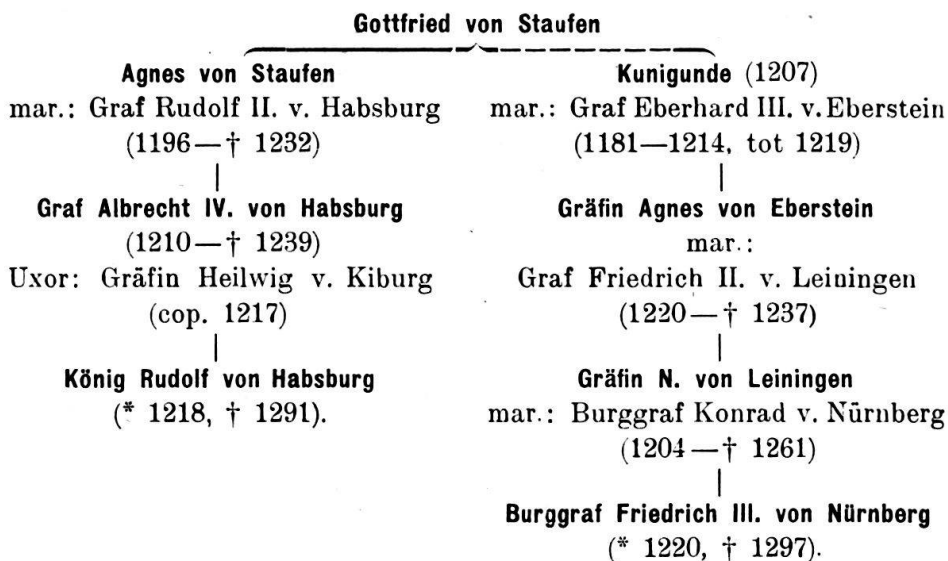 Gottfried von Staufen
Agnes von Staufen
mar.: Graf Rudolf II. v. Habsburg
(1196—† 1232)
Graf Albrecht IV. von Habsburg
(1210—† 1239)
Uxor: Gräfin Heilwig v. Kiburg
(cop. 1217)
König Rudolf von Habsburg
(* 1218, † 1291).
Kunigunde (1207)
mar.: Graf Eberhard III. v. Eberstein
(1181—1214, tot 1219)
Gräfin Agnes von Eberstein
mar.:
Graf Friedrich II. v. Leiningen
(1220—† 1237)
Gräfin N. von Leiningen
mar.: Burggraf Konrad v. Nürnberg
(1204—† 1261)
Burggraf Friedrich III. von Nürnberg
(* 1220, † 1297).